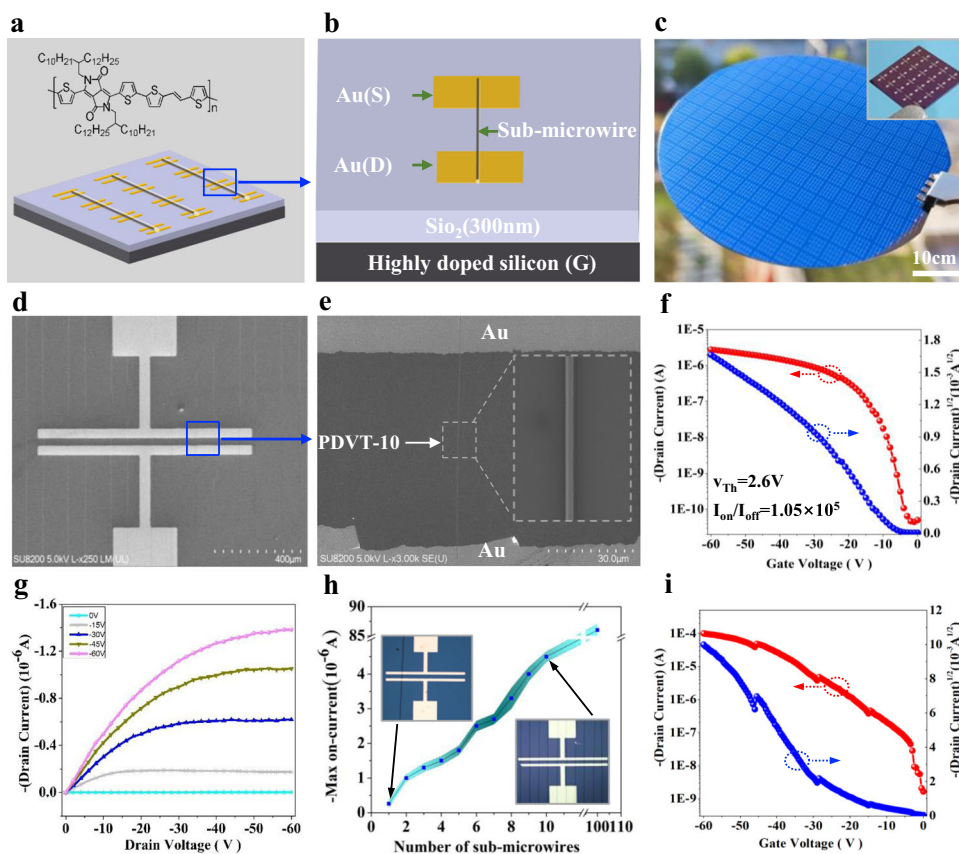 a
C10H21
C12H25
O
N
S
S
S
S
n
O
N
C12H25
C10H21
b
Au(S)
Sub-microwire
Au(D)
Sio2(300nm)
Highly doped silicon (G)
c
10cm
d
SU8200 5.0kV L-x250 LM(UL)
400μm
e
Au
PDVT-10
Au
SU8200 5.0kV L-x3.00k SE(U)
30.0μm
f
-(Drain Current) (A)
1E-5
1E-6
1E-7
1E-8
1E-9
1E-10
vTh=2.6V
Ion/Ioff=1.05×10^5
1.8
1.5
1.2
0.9
0.6
0.3
0.0
-(Drain Current)^1/2(10^-3 A^1/2)
-60 -50 -40 -30 -20 -10 0
Gate Voltage ( V )
g
-(Drain Current) (10^-6 A)
-1.6
-1.2
-0.8
-0.4
0.0
0V
-15V
-30V
-45V
-60V
0 -10 -20 -30 -40 -50 -60
Drain Voltage ( V )
h
-Max on-current(10^-6 A)
90
85
5
4
3
2
1
0
0 2 4 6 8 10 100 110
Number of sub-microwires
i
-(Drain Current) (A)
1E-4
1E-5
1E-6
1E-7
1E-8
1E-9
12
10
8
6
4
2
0
-(Drain Current)^1/2(10^-3 A^1/2)
-60 -50 -40 -30 -20 -10 0
Gate Voltage ( V )